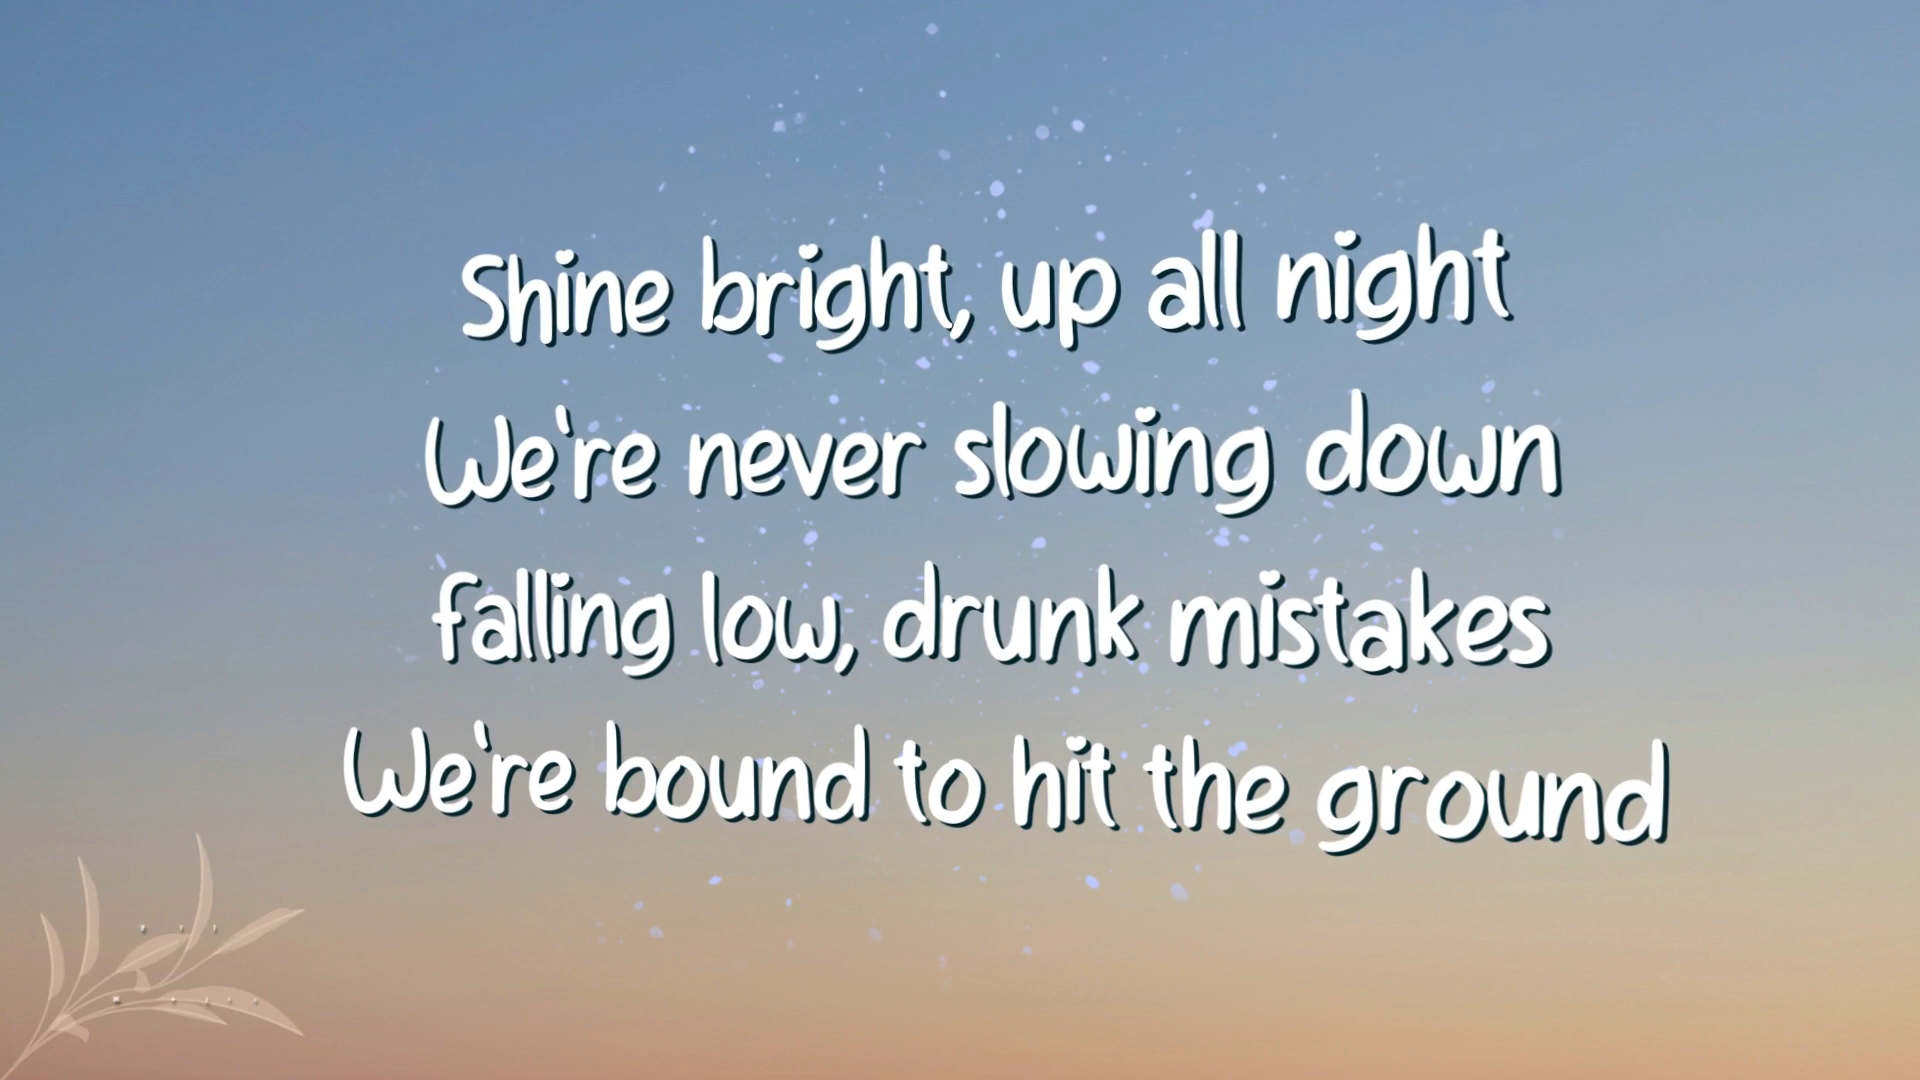 Shine bright, up all night
We're never slowing down
falling low, drunk mistakes
We're bound to hit the ground